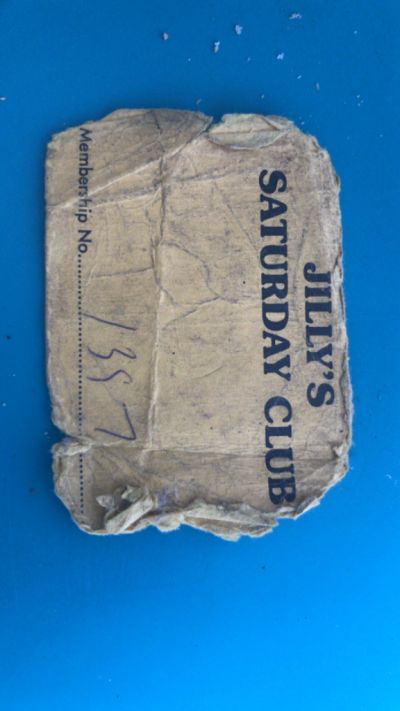 JILLY'S
SATURDAY CLUB
Membership No. 1357